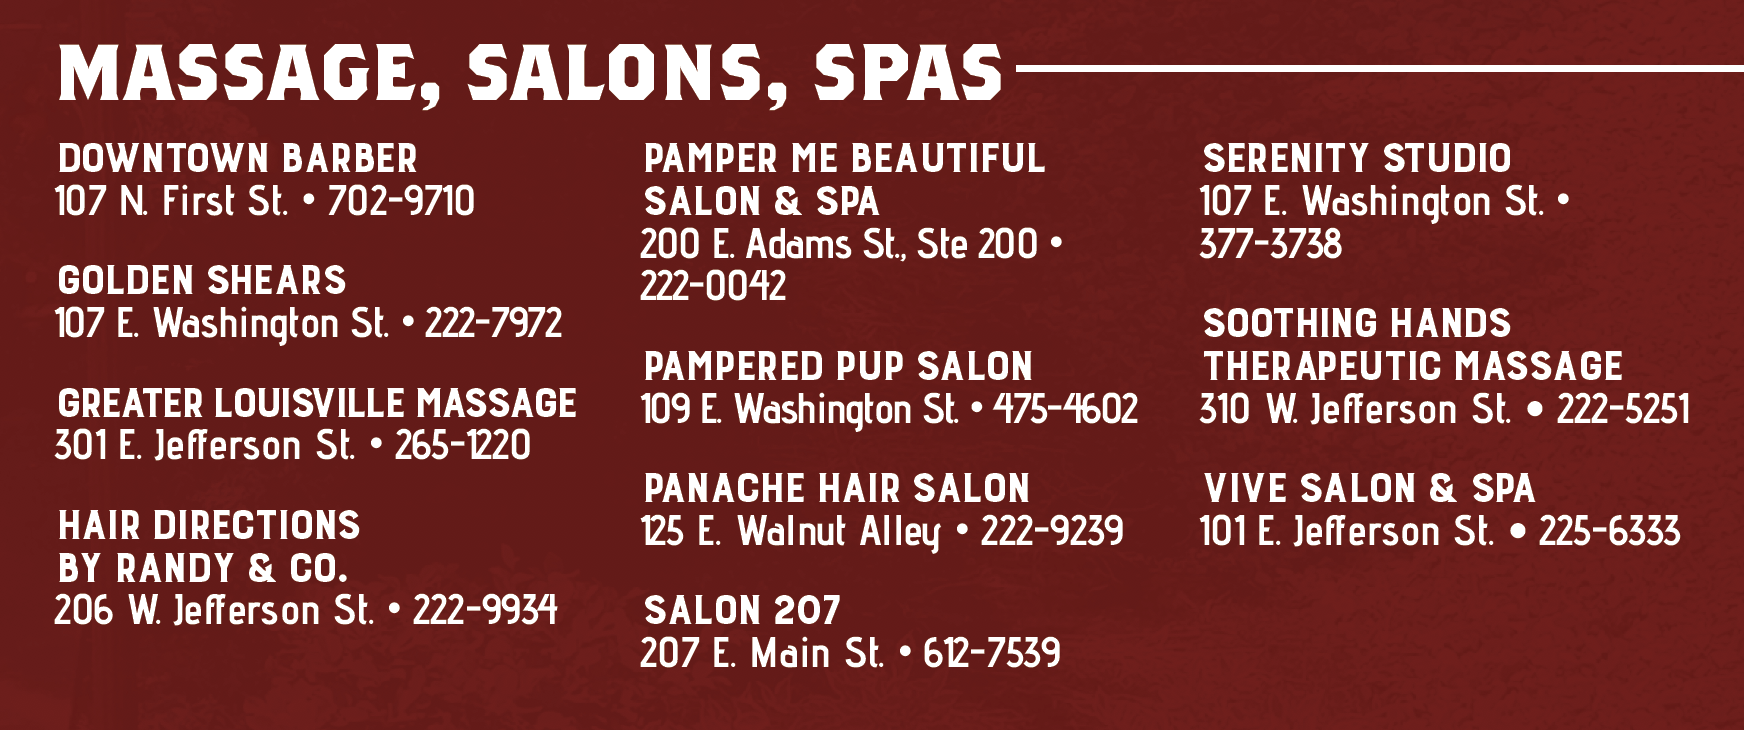 MASSAGE, SALONS, SPAS
DOWNTOWN BARBER
107 N. First St. • 702-9710
GOLDEN SHEARS
107 E. Washington St. • 222-7972
GREATER LOUISVILLE MASSAGE
301 E. Jefferson St. • 265-1220
HAIR DIRECTIONS
BY RANDY & CO.
206 W. Jefferson St. • 222-9934
PAMPER ME BEAUTIFUL
SALON & SPA
200 E. Adams St., Ste 200 •
222-0042
PAMPERED PUP SALON
109 E. Washington St. • 475-4602
PANACHE HAIR SALON
125 E. Walnut Alley • 222-9239
SALON 207
207 E. Main St. • 612-7539
SERENITY STUDIO
107 E. Washington St. •
377-3738
SOOTHING HANDS
THERAPEUTIC MASSAGE
310 W. Jefferson St. • 222-5251
VIVE SALON & SPA
101 E. Jefferson St. • 225-6333